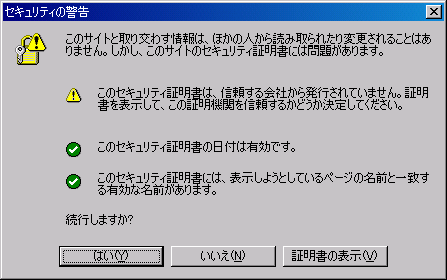 セキュリティの警告
このサイトと取り交わす情報は、ほかの人から読み取られたり変更されることはあ
りません。しかし、このサイトのセキュリティ証明書には問題があります。
このセキュリティ証明書は、信頼する会社から発行されていません。証明
書を表示して、この証明機関を信頼するかどうか決定してください。
このセキュリティ証明書の日付は有効です。
このセキュリティ証明書には、表示しようとしているページの名前と一致す
る有効な名前があります。
続行しますか?
はい(Y)
いいえ(N)
証明書の表示(V)